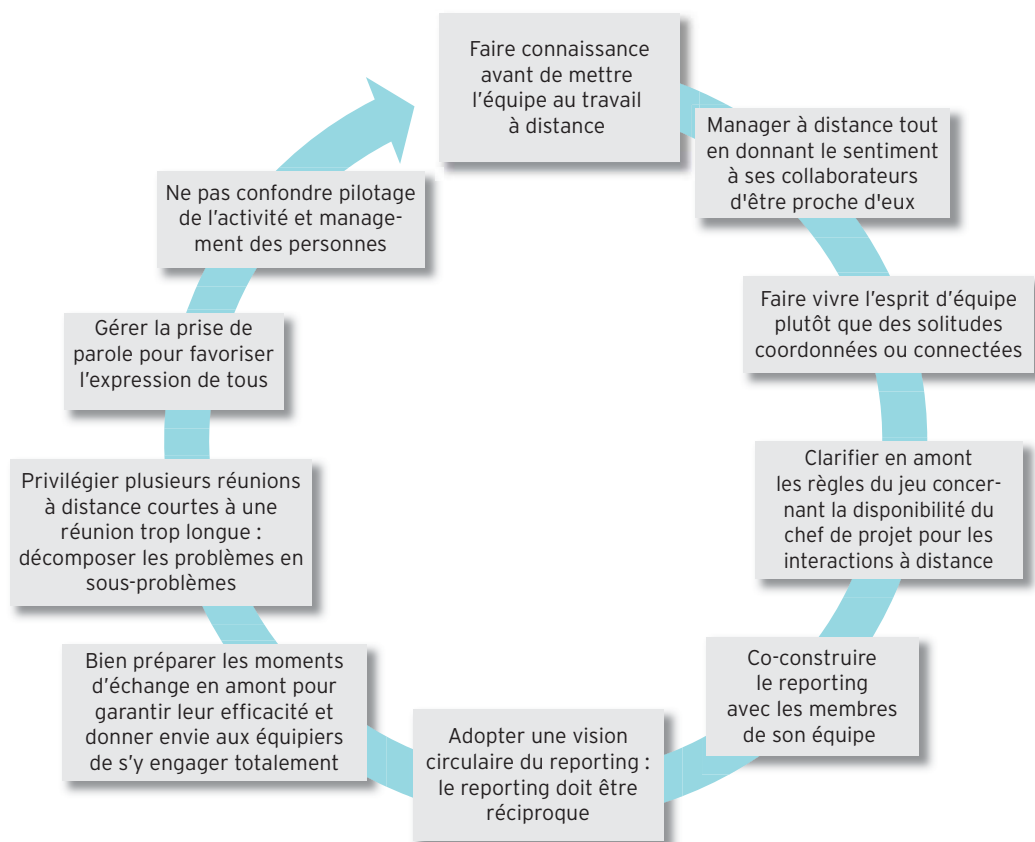 Faire connaissance
avant de mettre
l’équipe au travail
à distance
Manager à distance tout
en donnant le sentiment
à ses collaborateurs
d'être proche d'eux
Faire vivre l’esprit d’équipe
plutôt que des solitudes
coordonnées ou connectées
Clarifier en amont
les règles du jeu concer-
nant la disponibilité du
chef de projet pour les
interactions à distance
Co-construire
le reporting
avec les membres
de son équipe
Adopter une vision
circulaire du reporting :
le reporting doit être
réciproque
Bien préparer les moments
d’échange en amont pour
garantir leur efficacité et
donner envie aux équipiers
de s’y engager totalement
Privilégier plusieurs réunions
à distance courtes à une
réunion trop longue :
décomposer les problèmes en
sous-problèmes
Gérer la prise de
parole pour favoriser
l’expression de tous
Ne pas confondre pilotage
de l’activité et manage-
ment des personnes